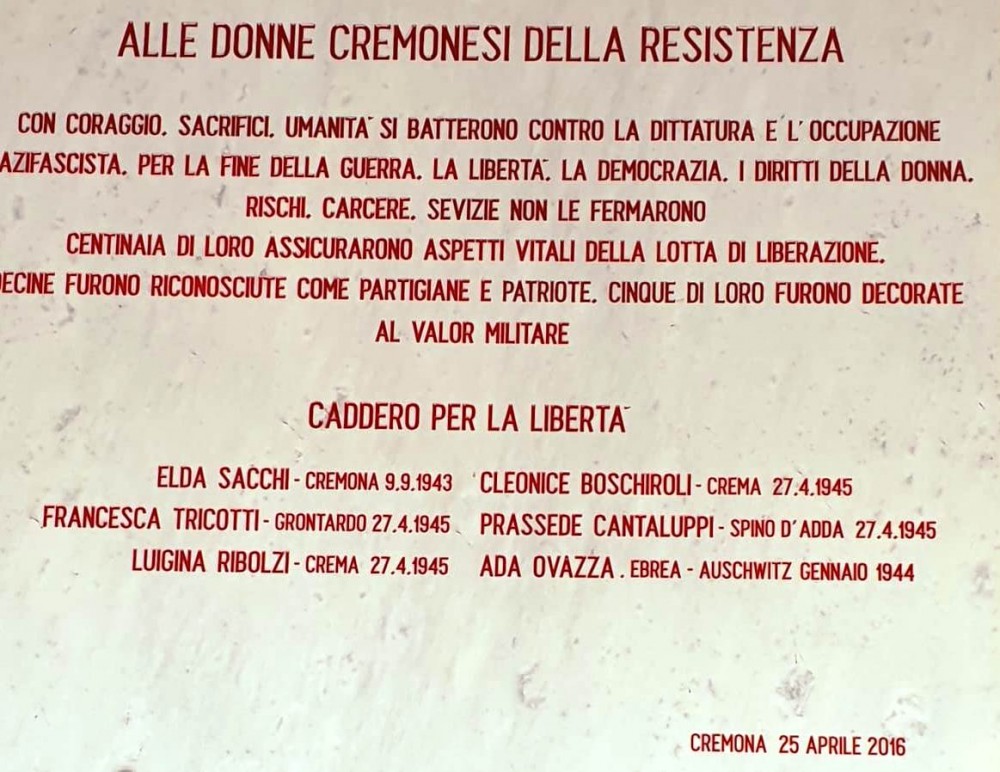 ALLE DONNE CREMONESI DELLA RESISTENZA
CON CORAGGIO. SACRIFICI. UMANITA' SI BATTERONO CONTRO LA DITTATURA E L'OCCUPAZIONE
AZIFASCISTA. PER LA FINE DELLA GUERRA. LA LIBERTA'. LA DEMOCRAZIA. I DIRITTI DELLA DONNA.
RISCHI. CARCERE. SEVIZIE NON LE FERMARONO
CENTINAIA DI LORO ASSICURARONO ASPETTI VITALI DELLA LOTTA DI LIBERAZIONE.
ECINE FURONO RICONOSCIUTE COME PARTIGIANE E PATRIOTE. CINQUE DI LORO FURONO DECORATE
AL VALOR MILITARE
CADDERO PER LA LIBERTA'
ELDA SACCHI - CREMONA 9.9.1943 CLEONICE BOSCHIROLI - CREMA 27.4.1945
FRANCESCA TRICOTTI - GRONTARDO 27.4.1945 PRASSEDE CANTALUPPI - SPINO D'ADDA 27.4.1945
LUIGINA RIBOLZI - CREMA 27.4.1945 ADA OVAZZA. EBREA - AUSCHWITZ GENNAIO 1944
CREMONA 25 APRILE 2016